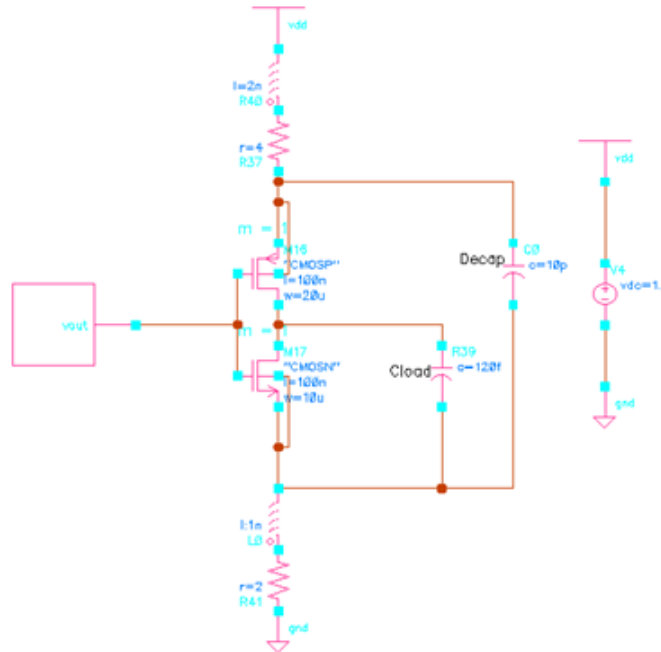 vdd
l=2n
R40
r=4
R37
m = 1
M16
"CMOSP"
l=100n
w=20u
vout
m = 1
M17
"CMOSN"
l=100n
w=10u
Cload
R39
c=120f
Decap
C0
c=10p
vdd
V4
vdc=1.
gnd
l:1n
L0
r=2
R41
gnd